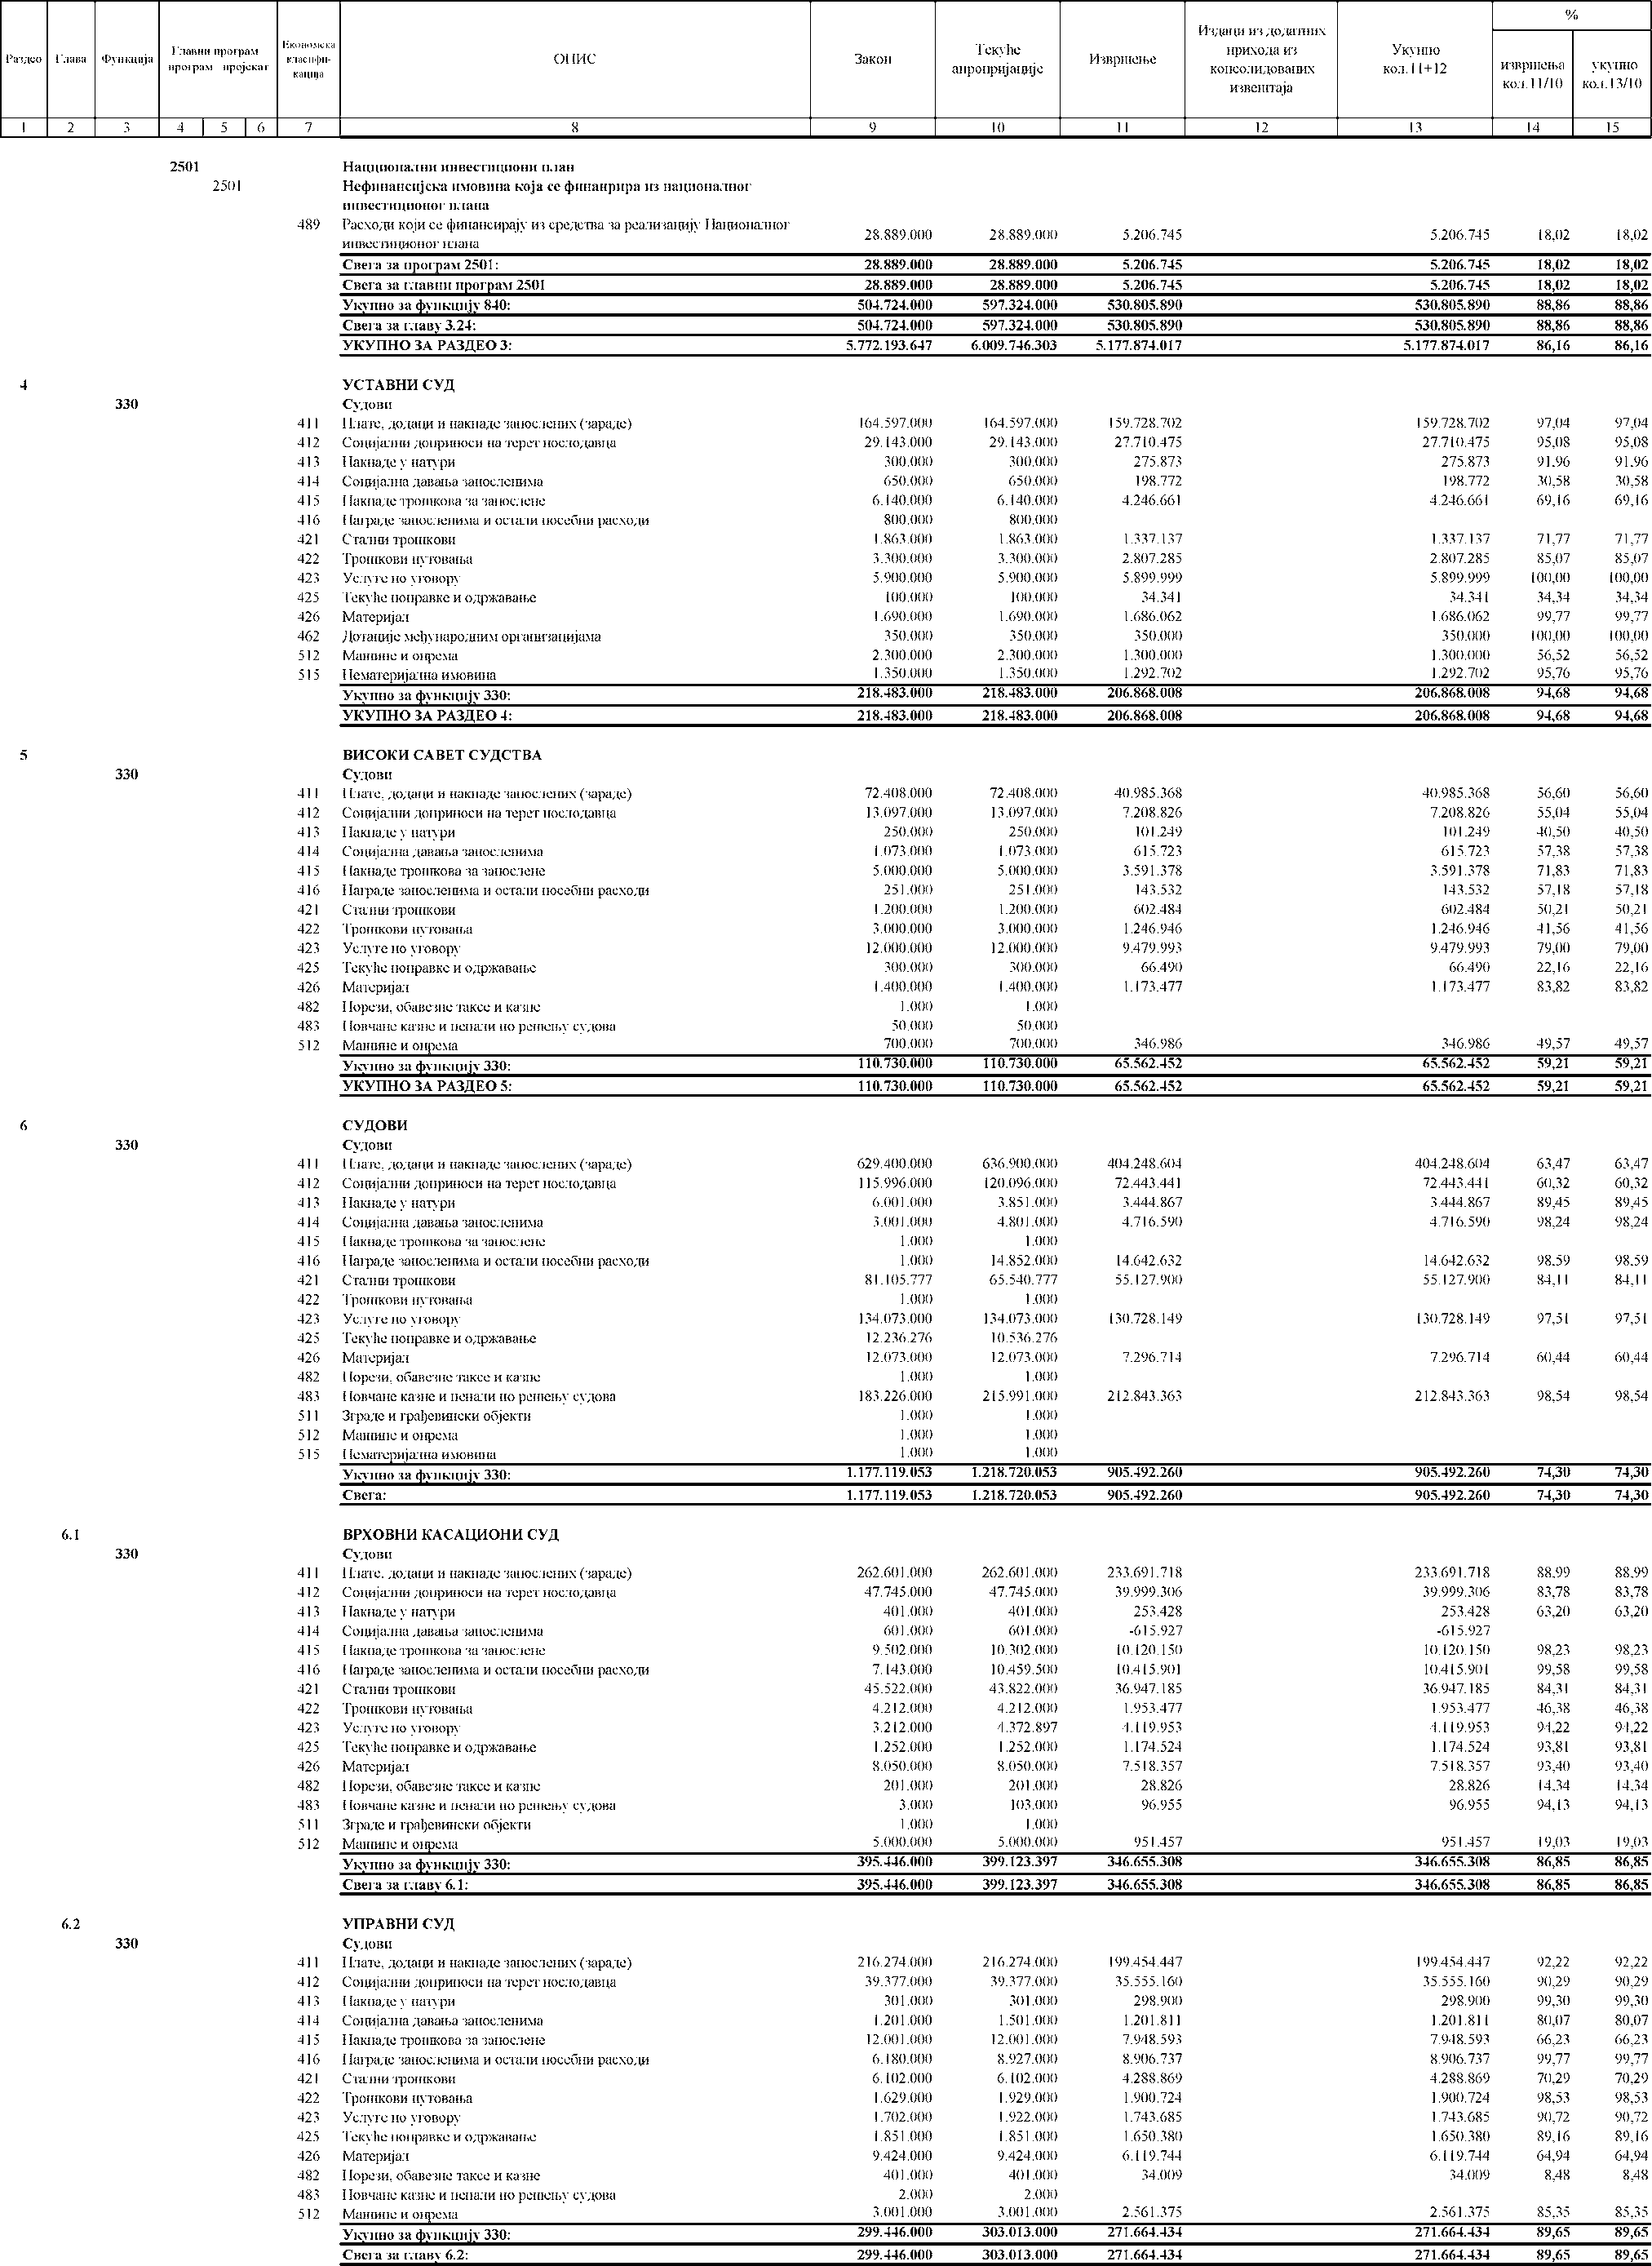 Раздео Глава Функција Главни програм програм пројекат Економска класифи-кација ОПИС Закон Текуће апропријације Извршење Издаци из додатних прихода из консолидованих извештаја Укупно кол.11+12 % извршења кол.11/10 укупно кол.13/10
1 2 3 4 5 6 7 8 9 10 11 12 13 14 15
2501 Национални инвестициони план
2501 Нефинансијска имовина која се финанрира из националног
инвестиционог плана
489 Расходи који се финансирају из средства за реализацију Националног
инвестиционог плана 28.889.000 28.889.000 5.206.745 5.206.745 18,02 18,02
Свега за програм 2501: 28.889.000 28.889.000 5.206.745 5.206.745 18,02 18,02
Свега за главни програм 2501 28.889.000 28.889.000 5.206.745 5.206.745 18,02 18,02
Укупно за функцију 840: 504.724.000 597.324.000 530.805.890 530.805.890 88,86 88,86
Свега за главу 3.24: 504.724.000 597.324.000 530.805.890 530.805.890 88,86 88,86
УКУПНО ЗА РАЗДЕО 3: 5.772.193.647 6.009.746.303 5.177.874.017 5.177.874.017 86,16 86,16
4 УСТАВНИ СУД
330 Судови
411 Плате, додаци и накнаде запослених (зараде) 164.597.000 164.597.000 159.728.702 159.728.702 97,04 97,04
412 Социјални доприноси на терет послодавца 29.143.000 29.143.000 27.710.475 27.710.475 95,08 95,08
413 Накнаде у натури 300.000 300.000 275.873 275.873 91,96 91,96
414 Социјална давања запосленима 650.000 650.000 198.772 198.772 30,58 30,58
415 Накнаде трошкова за запослене 6.140.000 6.140.000 4.246.661 4.246.661 69,16 69,16
416 Награде запосленима и остали посебни расходи 800.000 800.000
421 Стални трошкови 1.863.000 1.863.000 1.337.137 1.337.137 71,77 71,77
422 Трошкови путовања 3.300.000 3.300.000 2.807.285 2.807.285 85,07 85,07
423 Услуге по уговору 5.900.000 5.900.000 5.899.999 5.899.999 100,00 100,00
425 Текуће поправке и одржавање 100.000 100.000 34.341 34.341 34,34 34,34
426 Материјал 1.690.000 1.690.000 1.686.062 1.686.062 99,77 99,77
462 Дотације међународним организацијама 350.000 350.000 350.000 350.000 100,00 100,00
512 Машине и опрема 2.300.000 2.300.000 1.300.000 1.300.000 56,52 56,52
515 Нематеријална имовина 1.350.000 1.350.000 1.292.702 1.292.702 95,76 95,76
Укупно за функцију 330: 218.483.000 218.483.000 206.868.008 206.868.008 94,68 94,68
УКУПНО ЗА РАЗДЕО 4: 218.483.000 218.483.000 206.868.008 206.868.008 94,68 94,68
5 ВИСОКИ САВЕТ СУДСТВА
330 Судови
411 Плате, додаци и накнаде запослених (зараде) 72.408.000 72.408.000 40.985.368 40.985.368 56,60 56,60
412 Социјални доприноси на терет послодавца 13.097.000 13.097.000 7.208.826 7.208.826 55,04 55,04
413 Накнаде у натури 250.000 250.000 101.249 101.249 40,50 40,50
414 Социјална давања запосленима 1.073.000 1.073.000 615.723 615.723 57,38 57,38
415 Накнаде трошкова за запослене 5.000.000 5.000.000 3.591.378 3.591.378 71,83 71,83
416 Награде запосленима и остали посебни расходи 251.000 251.000 143.532 143.532 57,18 57,18
421 Стални трошкови 1.200.000 1.200.000 602.484 602.484 50,21 50,21
422 Трошкови путовања 3.000.000 3.000.000 1.246.946 1.246.946 41,56 41,56
423 Услуге по уговору 12.000.000 12.000.000 9.479.993 9.479.993 79,00 79,00
425 Текуће поправке и одржавање 300.000 300.000 66.490 66.490 22,16 22,16
426 Материјал 1.400.000 1.400.000 1.173.477 1.173.477 83,82 83,82
482 Порези, обавезне таксе и казне 1.000 1.000
483 Новчане казне и пенали по решењу судова 50.000 50.000
512 Машине и опрема 700.000 700.000 346.986 346.986 49,57 49,57
Укупно за функцију 330: 110.730.000 110.730.000 65.562.452 65.562.452 59,21 59,21
УКУПНО ЗА РАЗДЕО 5: 110.730.000 110.730.000 65.562.452 65.562.452 59,21 59,21
6 СУДОВИ
330 Судови
411 Плате, додаци и накнаде запослених (зараде) 629.400.000 636.900.000 404.248.604 404.248.604 63,47 63,47
412 Социјални доприноси на терет послодавца 115.996.000 120.096.000 72.443.441 72.443.441 60,32 60,32
413 Накнаде у натури 6.001.000 3.851.000 3.444.867 3.444.867 89,45 89,45
414 Социјална давања запосленима 3.001.000 4.801.000 4.716.590 4.716.590 98,24 98,24
415 Накнаде трошкова за запослене 1.000 1.000
416 Награде запосленима и остали посебни расходи 1.000 14.852.000 14.642.632 14.642.632 98,59 98,59
421 Стални трошкови 81.105.777 65.540.777 55.127.900 55.127.900 84,11 84,11
422 Трошкови путовања 1.000 1.000
423 Услуге по уговору 134.073.000 134.073.000 130.728.149 130.728.149 97,51 97,51
425 Текуће поправке и одржавање 12.236.276 10.536.276
426 Материјал 12.073.000 12.073.000 7.296.714 7.296.714 60,44 60,44
482 Порези, обавезне таксе и казне 1.000 1.000
483 Новчане казне и пенали по решењу судова 183.226.000 215.991.000 212.843.363 212.843.363 98,54 98,54
511 Зграде и грађевински објекти 1.000 1.000
512 Машине и опрема 1.000 1.000
515 Нематеријална имовина 1.000 1.000
Укупно за функцију 330: 1.177.119.053 1.218.720.053 905.492.260 905.492.260 74,30 74,30
Свега: 1.177.119.053 1.218.720.053 905.492.260 905.492.260 74,30 74,30
6.1 ВРХОВНИ КАСАЦИОНИ СУД
330 Судови
411 Плате, додаци и накнаде запослених (зараде) 262.601.000 262.601.000 233.691.718 233.691.718 88,99 88,99
412 Социјални доприноси на терет послодавца 47.745.000 47.745.000 39.999.306 39.999.306 83,78 83,78
413 Накнаде у натури 401.000 401.000 253.428 253.428 63,20 63,20
414 Социјална давања запосленима 601.000 601.000 -615.927 -615.927
415 Накнаде трошкова за запослене 9.502.000 10.302.000 10.120.150 10.120.150 98,23 98,23
416 Награде запосленима и остали посебни расходи 7.143.000 10.459.500 10.415.901 10.415.901 99,58 99,58
421 Стални трошкови 45.522.000 43.822.000 36.947.185 36.947.185 84,31 84,31
422 Трошкови путовања 4.212.000 4.212.000 1.953.477 1.953.477 46,38 46,38
423 Услуге по уговору 3.212.000 4.372.897 4.119.953 4.119.953 94,22 94,22
425 Текуће поправке и одржавање 1.252.000 1.252.000 1.174.524 1.174.524 93,81 93,81
426 Материјал 8.050.000 8.050.000 7.518.357 7.518.357 93,40 93,40
482 Порези, обавезне таксе и казне 201.000 201.000 28.826 28.826 14,34 14,34
483 Новчане казне и пенали по решењу судова 3.000 103.000 96.955 96.955 94,13 94,13
511 Зграде и грађевински објекти 1.000 1.000
512 Машине и опрема 5.000.000 5.000.000 951.457 951.457 19,03 19,03
Укупно за функцију 330: 395.446.000 399.123.397 346.655.308 346.655.308 86,85 86,85
Свега за главу 6.1: 395.446.000 399.123.397 346.655.308 346.655.308 86,85 86,85
6.2 УПРАВНИ СУД
330 Судови
411 Плате, додаци и накнаде запослених (зараде) 216.274.000 216.274.000 199.454.447 199.454.447 92,22 92,22
412 Социјални доприноси на терет послодавца 39.377.000 39.377.000 35.555.160 35.555.160 90,29 90,29
413 Накнаде у натури 301.000 301.000 298.900 298.900 99,30 99,30
414 Социјална давања запосленима 1.201.000 1.501.000 1.201.811 1.201.811 80,07 80,07
415 Накнаде трошкова за запослене 12.001.000 12.001.000 7.948.593 7.948.593 66,23 66,23
416 Награде запосленима и остали посебни расходи 6.180.000 8.927.000 8.906.737 8.906.737 99,77 99,77
421 Стални трошкови 6.102.000 6.102.000 4.288.869 4.288.869 70,29 70,29
422 Трошкови путовања 1.629.000 1.929.000 1.900.724 1.900.724 98,53 98,53
423 Услуге по уговору 1.702.000 1.922.000 1.743.685 1.743.685 90,72 90,72
425 Текуће поправке и одржавање 1.851.000 1.851.000 1.650.380 1.650.380 89,16 89,16
426 Материјал 9.424.000 9.424.000 6.119.744 6.119.744 64,94 64,94
482 Порези, обавезне таксе и казне 401.000 401.000 34.009 34.009 8,48 8,48
483 Новчане казне и пенали по решењу судова 2.000 2.000
512 Машине и опрема 3.001.000 3.001.000 2.561.375 2.561.375 85,35 85,35
Укупно за функцију 330: 299.446.000 303.013.000 271.664.434 271.664.434 89,65 89,65
Свега за главу 6.2: 299.446.000 303.013.000 271.664.434 271.664.434 89,65 89,65